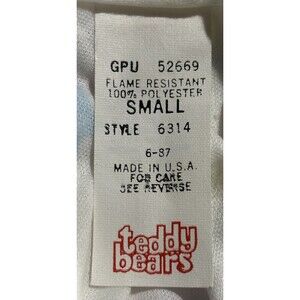 GPU 52669
FLAME RESISTANT
100% POLYESTER
SMALL
STYLE 6314
6-87
MADE IN U.S.A.
FOR CARE
SEE REVERSE
teddy
bears